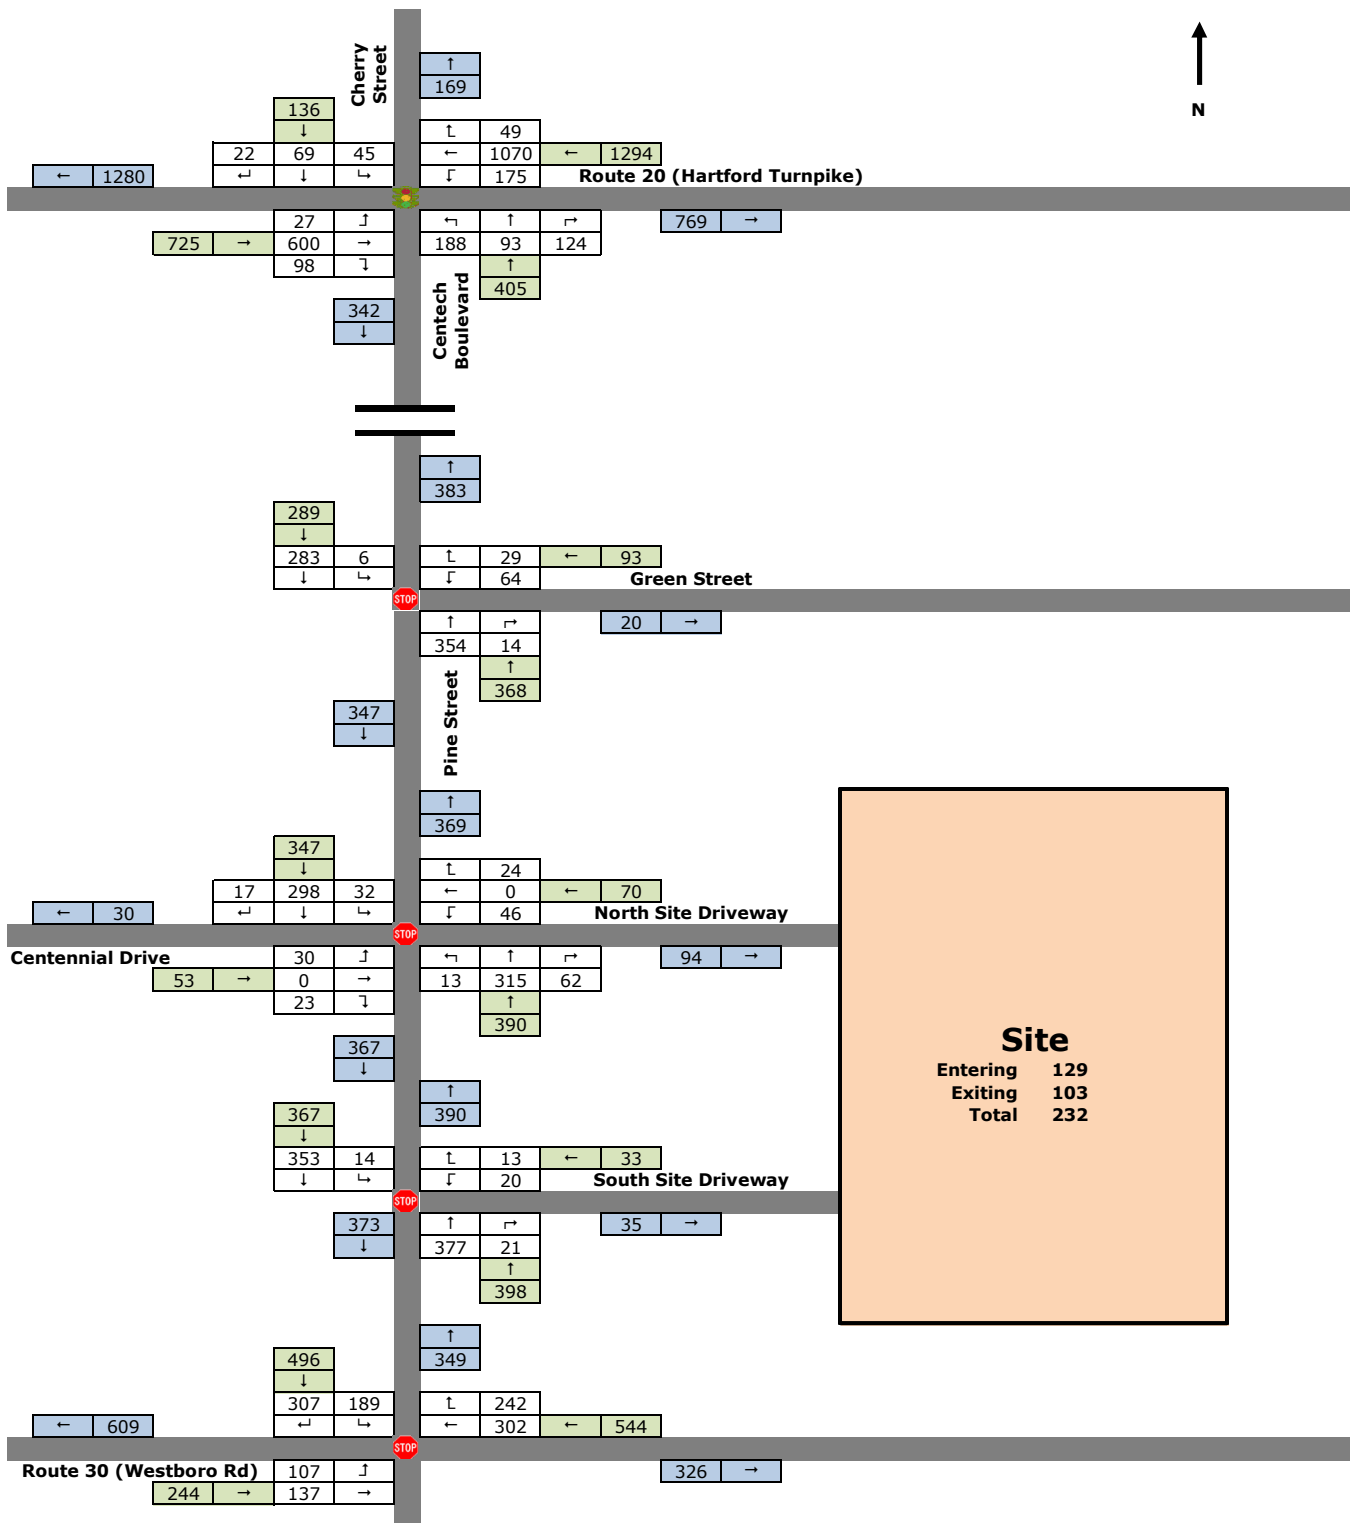 Cherry
Street
↑
169
N
136
↓
22 69 45
↵ ↓ ↳
↑ 49
← 1070 ← 1294
↓ 175
← 1280
Route 20 (Hartford Turnpike)
27 ↑
725 → 600 →
98 ↓
↰ ↑ ↱
188 93 124
↑
405
769 →
342
↓
Centech
Boulevard
↑
383
289
↓
283 6
↓ ↳
↑ 29 ← 93
↓ 64
Green Street
STOP
↑ ↱
354 14
↑
368
20 →
347
↓
Pine Street
↑
369
347
↓
17 298 32
↵ ↓ ↳
↑ 24
← 0 ← 70
↓ 46
← 30
North Site Driveway
STOP
Centennial Drive
30 ↑
53 → 0 →
23 ↓
↰ ↑ ↱
13 315 62
↑
390
94 →
367
↓
↑
390
Site
Entering 129
Exiting 103
Total 232
367
↓
353 14
↓ ↳
↑ 13 ← 33
↓ 20
South Site Driveway
STOP
373
↓
↑ ↱
377 21
↑
398
35 →
↑
349
496
↓
307 189
↵ ↳
↑ 242
← 302 ← 544
← 609
STOP
Route 30 (Westboro Rd)
107 ↑
244 → 137 →
326 →